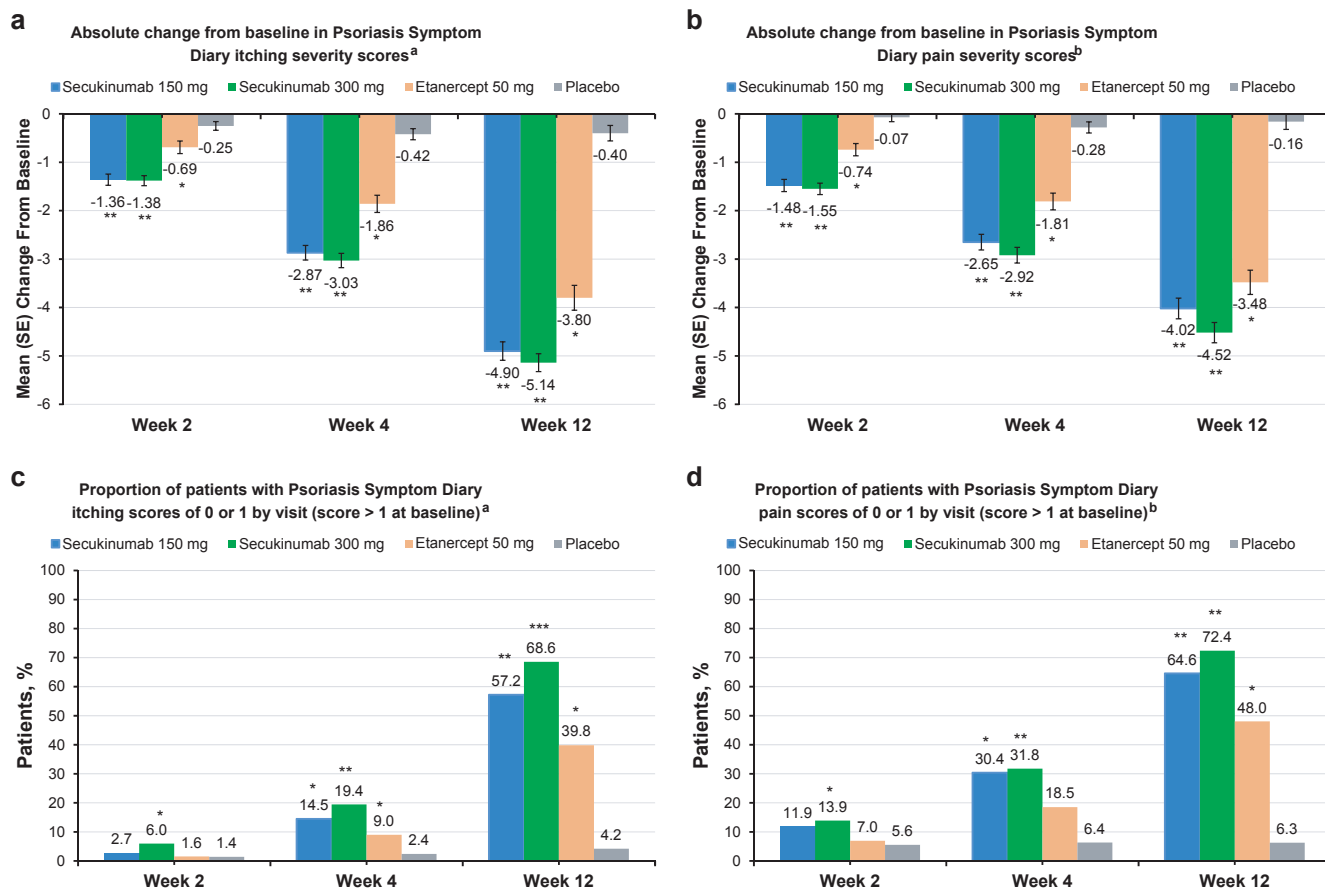 a
Absolute change from baseline in Psoriasis Symptom
Diary itching severity scoresᵃ
Secukinumab 150 mg Secukinumab 300 mg Etanercept 50 mg Placebo
Mean (SE) Change From Baseline
0
-1
-2
-3
-4
-5
-6
-1.36 -1.38 -0.69 -0.25
** ** *
-2.87 -3.03 -1.86 -0.42
** ** *
-4.90 -5.14 -3.80 -0.40
** ** *
Week 2 Week 4 Week 12
b
Absolute change from baseline in Psoriasis Symptom
Diary pain severity scoresᵇ
Secukinumab 150 mg Secukinumab 300 mg Etanercept 50 mg Placebo
Mean (SE) Change From Baseline
0
-1
-2
-3
-4
-5
-6
-1.48 -1.55 -0.74 -0.07
** ** *
-2.65 -2.92 -1.81 -0.28
** ** *
-4.02 -4.52 -3.48 -0.16
** ** *
Week 2 Week 4 Week 12
c
Proportion of patients with Psoriasis Symptom Diary
itching scores of 0 or 1 by visit (score > 1 at baseline)ᵃ
Secukinumab 150 mg Secukinumab 300 mg Etanercept 50 mg Placebo
Patients, %
100
90
80
70
60
50
40
30
20
10
0
*
2.7 6.0 1.6 1.4
* ** *
14.5 19.4 9.0 2.4
** *** *
57.2 68.6 39.8 4.2
Week 2 Week 4 Week 12
d
Proportion of patients with Psoriasis Symptom Diary
pain scores of 0 or 1 by visit (score > 1 at baseline)ᵇ
Secukinumab 150 mg Secukinumab 300 mg Etanercept 50 mg Placebo
Patients, %
100
90
80
70
60
50
40
30
20
10
0
*
11.9 13.9 7.0 5.6
* **
30.4 31.8 18.5 6.4
** ** *
64.6 72.4 48.0 6.3
Week 2 Week 4 Week 12